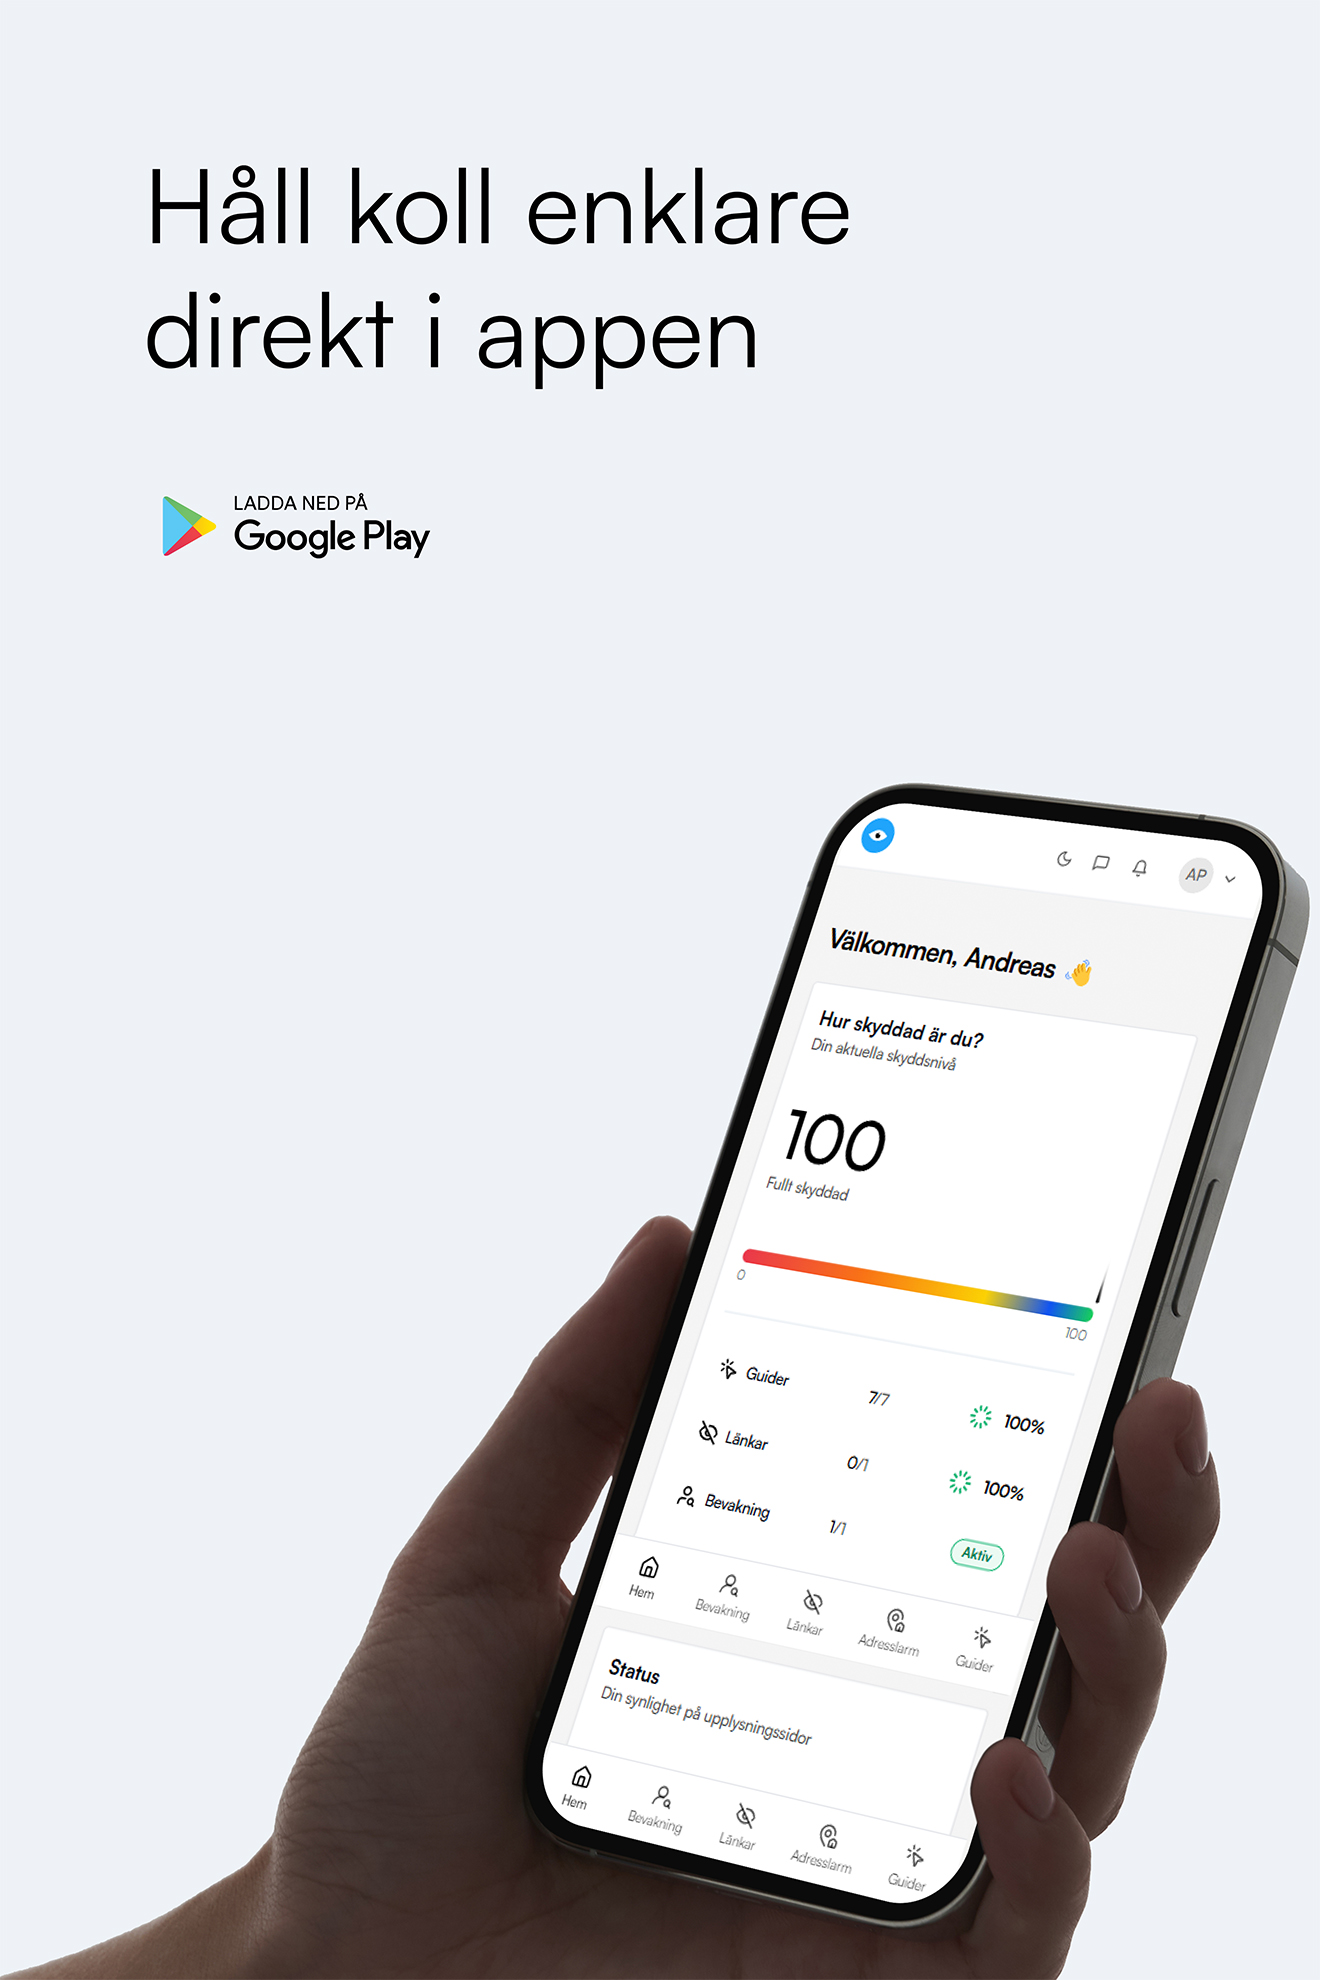 Håll koll enklare
direkt i appen
LADDA NED PÅ
Google Play
AP
Välkommen, Andreas 👋
Hur skyddad är du?
Din aktuella skyddsnivå
100
Fullt skyddad
0
100
Guider 7/7 100%
Länkar 0/1 100%
Bevakning 1/1 Aktiv
Hem Bevakning Länkar Adresslarm Guider
Status
Din synlighet på upplysningssidor
Hem Bevakning Länkar Adresslarm Guider